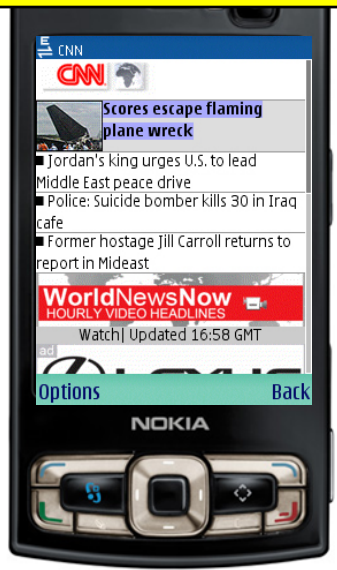 E
CNN
CNN
Scores escape flaming
plane wreck
Jordan's king urges U.S. to lead
Middle East peace drive
Police: Suicide bomber kills 30 in Iraq
cafe
Former hostage Jill Carroll returns to
report in Mideast
WorldNewsNow
HOURLY VIDEO HEADLINES
Watch| Updated 16:58 GMT
ad
LEXUS
Options Back
NOKIA